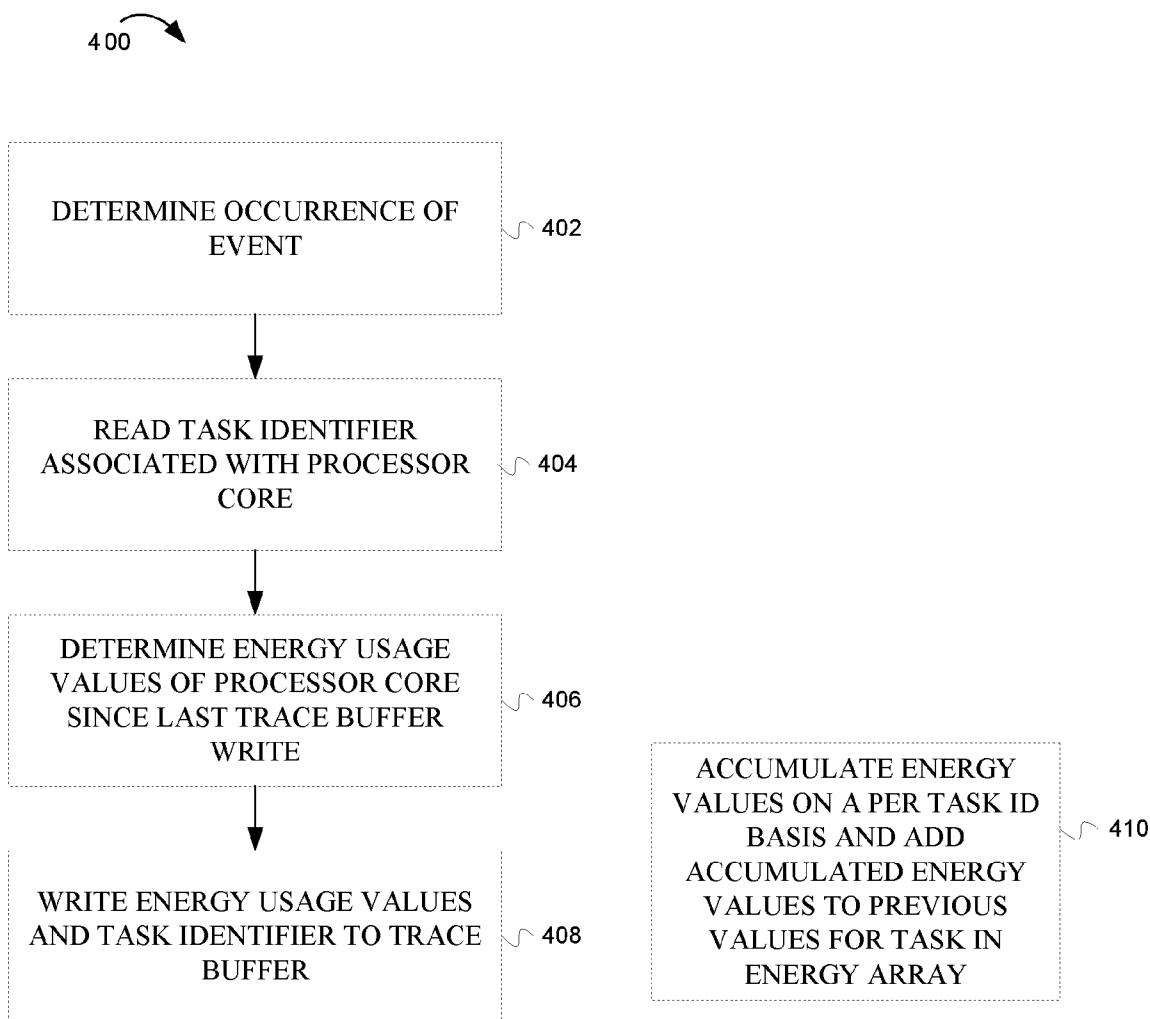 400
DETERMINE OCCURRENCE OF
EVENT
402
READ TASK IDENTIFIER
ASSOCIATED WITH PROCESSOR
CORE
404
DETERMINE ENERGY USAGE
VALUES OF PROCESSOR CORE
SINCE LAST TRACE BUFFER
WRITE
406
WRITE ENERGY USAGE VALUES
AND TASK IDENTIFIER TO TRACE
BUFFER
408
ACCUMULATE ENERGY
VALUES ON A PER TASK ID
BASIS AND ADD
ACCUMULATED ENERGY
VALUES TO PREVIOUS
VALUES FOR TASK IN
ENERGY ARRAY
410